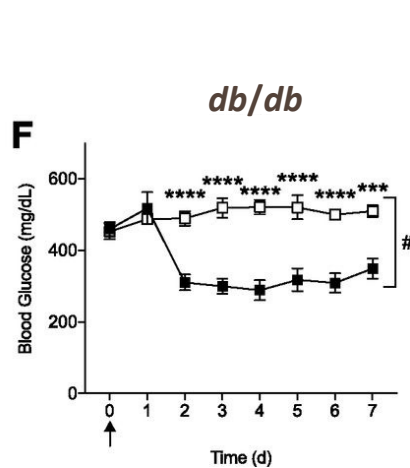 db/db
F
600
400
200
0
Blood Glucose (mg/dL)
**** **** **** **** **** ***
#
0 1 2 3 4 5 6 7
Time (d)